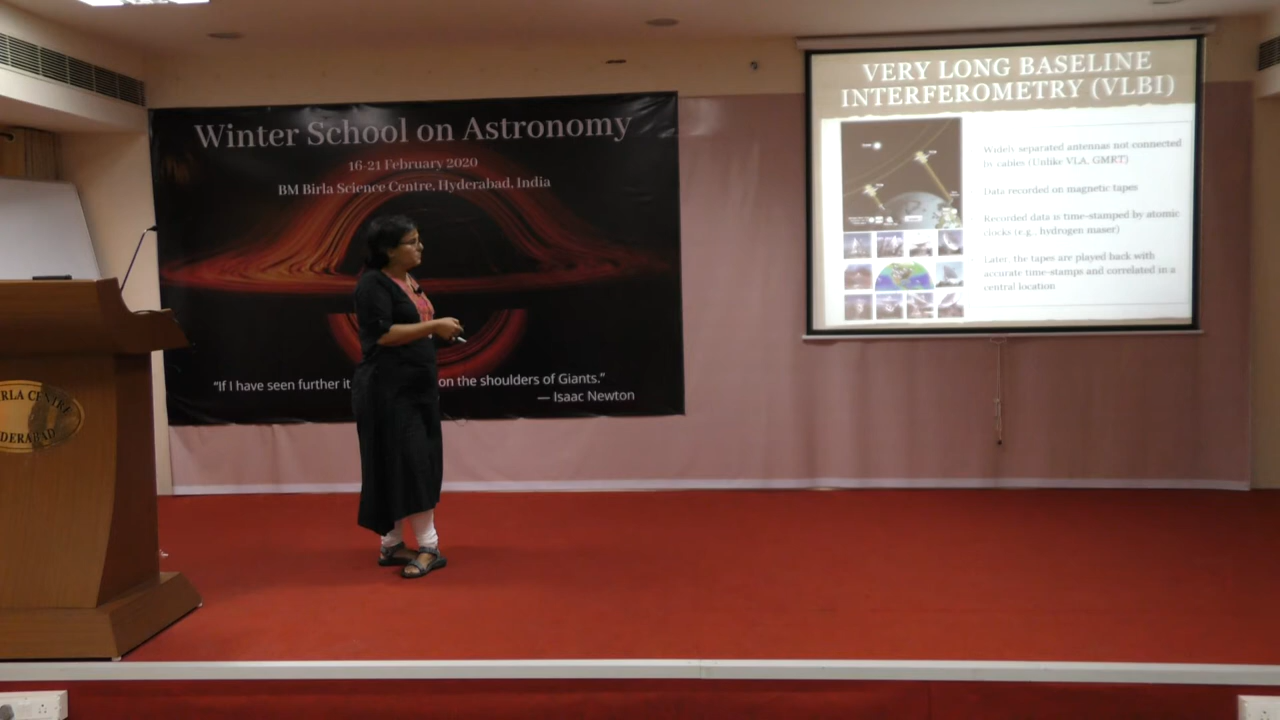 Winter School on Astronomy
16-21 February 2020
BM Birla Science Centre, Hyderabad, India
"If I have seen further it on the shoulders of Giants."
— Isaac Newton
VERY LONG BASELINE
INTERFEROMETRY (VLBI)
Widely separated antennas not connected
by cables (Unlike VLA, GMRT)
Data recorded on magnetic tapes
Recorded data is time-stamped by atomic
clocks (e.g., hydrogen maser)
Later, the tapes are played back with
accurate time-stamps and correlated in a
central location